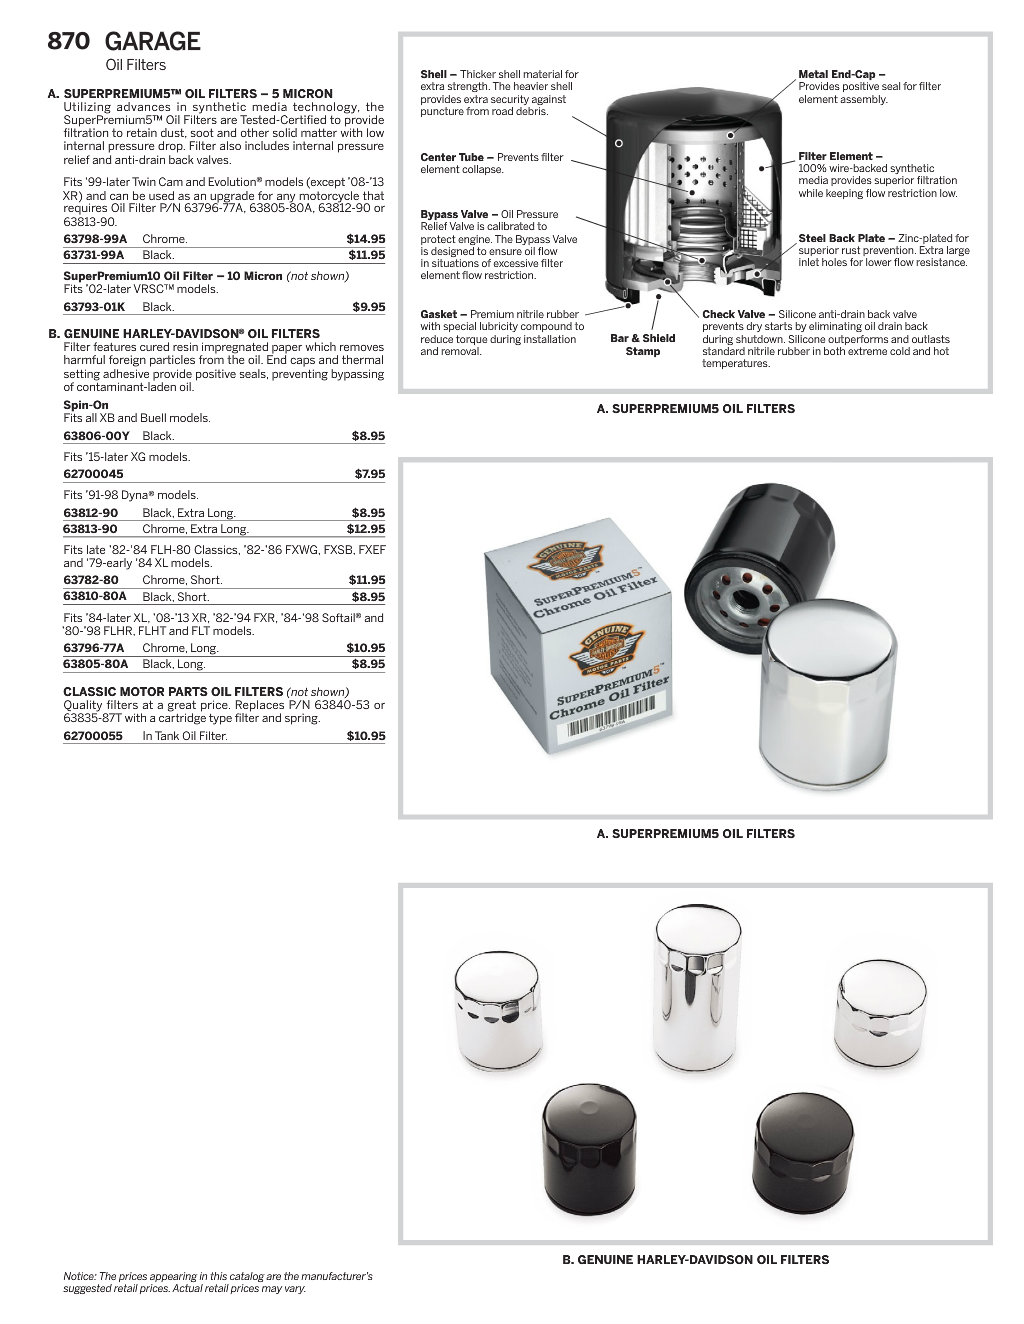 870 GARAGE
Oil Filters
A. SUPERPREMIUM5™ OIL FILTERS – 5 MICRON
Utilizing advances in synthetic media technology, the
SuperPremium5™ Oil Filters are Tested-Certified to provide
filtration to retain dust, soot and other solid matter with low
internal pressure drop. Filter also includes internal pressure
relief and anti-drain back valves.
Fits '99-later Twin Cam and Evolution® models (except '08-'13
XR) and can be used as an upgrade for any motorcycle that
requires Oil Filter P/N 63796-77A, 63805-80A, 63812-90 or
63813-90.
63798-99A Chrome. $14.95
63731-99A Black. $11.95
SuperPremium10 Oil Filter – 10 Micron (not shown)
Fits '02-later VRSC™ models.
63793-01K Black. $9.95
B. GENUINE HARLEY-DAVIDSON® OIL FILTERS
Filter features cured resin impregnated paper which removes
harmful foreign particles from the oil. End caps and thermal
setting adhesive provide positive seals, preventing bypassing
of contaminant-laden oil.
Spin-On
Fits all XB and Buell models.
63806-00Y Black. $8.95
Fits '15-later XG models.
62700045 $7.95
Fits '91-98 Dyna® models.
63812-90 Black, Extra Long. $8.95
63813-90 Chrome, Extra Long. $12.95
Fits late '82-'84 FLH-80 Classics, '82-'86 FXWG, FXSB, FXEF
and '79-early '84 XL models.
63782-80 Chrome, Short. $11.95
63810-80A Black, Short. $8.95
Fits '84-later XL, '08-'13 XR, '82-'94 FXR, '84-'98 Softail® and
'80-'98 FLHR, FLHT and FLT models.
63796-77A Chrome, Long. $10.95
63805-80A Black, Long. $8.95
CLASSIC MOTOR PARTS OIL FILTERS (not shown)
Quality filters at a great price. Replaces P/N 63840-53 or
63835-87T with a cartridge type filter and spring.
62700055 In Tank Oil Filter. $10.95
Notice: The prices appearing in this catalog are the manufacturer's
suggested retail prices. Actual retail prices may vary.
Shell – Thicker shell material for
extra strength. The heavier shell
provides extra security against
puncture from road debris.
Center Tube – Prevents filter
element collapse.
Bypass Valve – Oil Pressure
Relief Valve is calibrated to
protect engine. The Bypass Valve
is designed to ensure oil flow
in situations of excessive filter
element flow restriction.
Gasket – Premium nitrile rubber
with special lubricity compound to
reduce torque during installation
and removal.
Bar & Shield
Stamp
Metal End-Cap –
Provides positive seal for filter
element assembly.
Filter Element –
100% wire-backed synthetic
media provides superior filtration
while keeping flow restriction low.
Steel Back Plate – Zinc-plated for
superior rust prevention. Extra large
inlet holes for lower flow resistance.
Check Valve – Silicone anti-drain back valve
prevents dry starts by eliminating oil drain back
during shutdown. Silicone outperforms and outlasts
standard nitrile rubber in both extreme cold and hot
temperatures.
A. SUPERPREMIUM5 OIL FILTERS
GENUINE
MOTOR PARTS
SUPERPREMIUM5™
Chrome Oil Filter
GENUINE
HARLEY-DAVIDSON
MOTOR PARTS
SUPERPREMIUM5™
Chrome Oil Filter
63798-99A
A. SUPERPREMIUM5 OIL FILTERS
B. GENUINE HARLEY-DAVIDSON OIL FILTERS